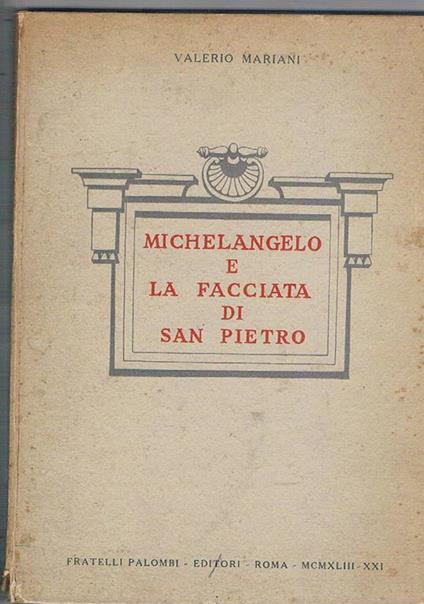 VALERIO MARIANI
MICHELANGELO
E
LA FACCIATA
DI
SAN PIETRO
FRATELLI PALOMBI - EDITORI - ROMA - MCMXLIII-XXI